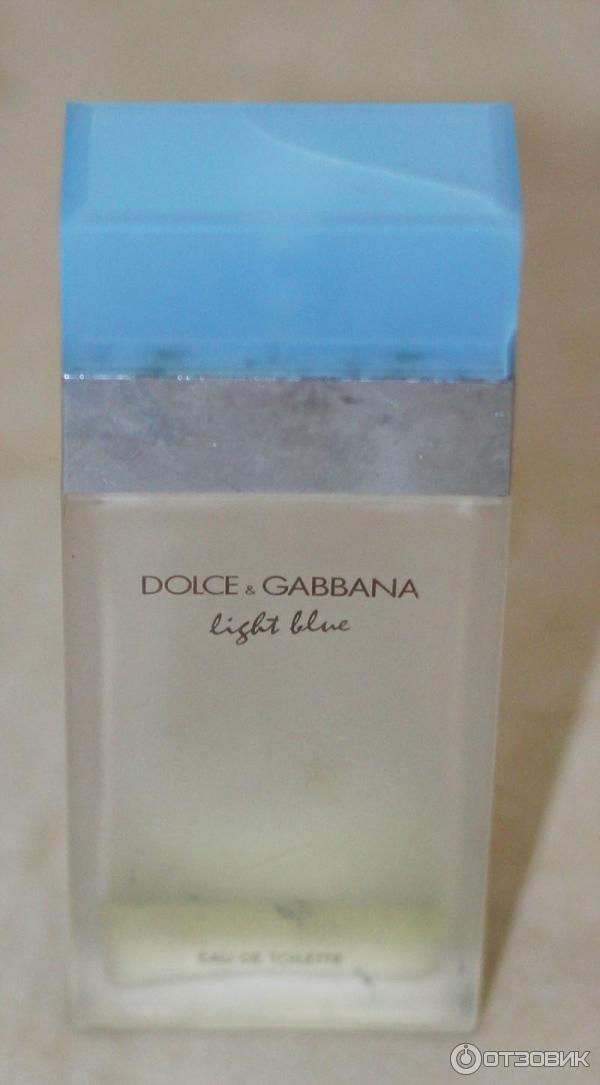 DOLCE & GABBANA
light blue
EAU DE TOILETTE
ОТЗОВИК